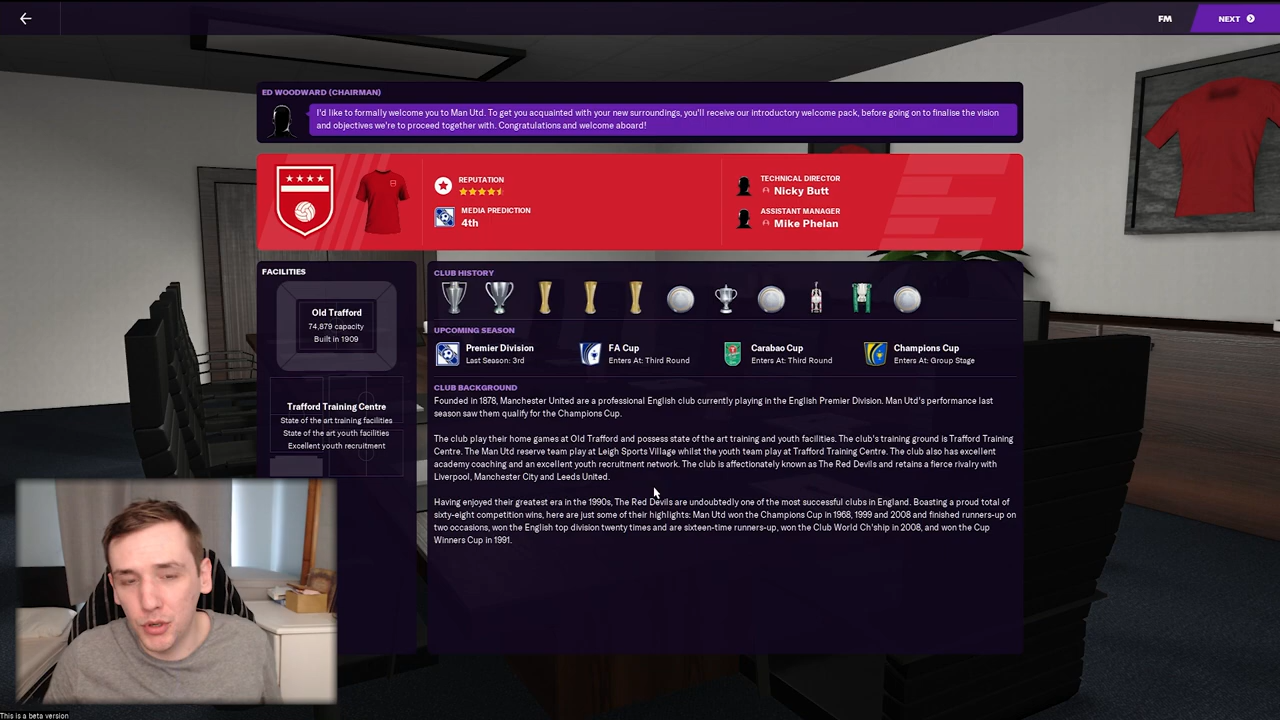 FM
NEXT
ED WOODWARD (CHAIRMAN)
I'd like to formally welcome you to Man Utd. To get you acquainted with your new surroundings, you'll receive our introductory welcome pack, before going on to finalise the vision
and objectives we're to proceed together with. Congratulations and welcome aboard!
REPUTATION
MEDIA PREDICTION
4th
TECHNICAL DIRECTOR
Nicky Butt
ASSISTANT MANAGER
Mike Phelan
FACILITIES
Old Trafford
74,879 capacity
Built in 1909
Trafford Training Centre
State of the art training facilities
State of the art youth facilities
Excellent youth recruitment
CLUB HISTORY
UPCOMING SEASON
Premier Division
Last Season: 3rd
FA Cup
Enters At: Third Round
Carabao Cup
Enters At: Third Round
Champions Cup
Enters At: Group Stage
CLUB BACKGROUND
Founded in 1878, Manchester United are a professional English club currently playing in the English Premier Division. Man Utd's performance last
season saw them qualify for the Champions Cup.
The club play their home games at Old Trafford and possess state of the art training and youth facilities. The club's training ground is Trafford Training
Centre. The Man Utd reserve team play at Leigh Sports Village whilst the youth team play at Trafford Training Centre. The club also has excellent
academy coaching and an excellent youth recruitment network. The club is affectionately known as The Red Devils and retains a fierce rivalry with
Liverpool, Manchester City and Leeds United.
Having enjoyed their greatest era in the 1990s, The Red Devils are undoubtedly one of the most successful clubs in England. Boasting a proud total of
sixty-eight competition wins, here are just some of their highlights: Man Utd won the Champions Cup in 1968, 1999 and 2008 and finished runners-up on
two occasions, won the English top division twenty times and are sixteen-time runners-up, won the Club World Ch'ship in 2008, and won the Cup
Winners Cup in 1991.
This is a beta version